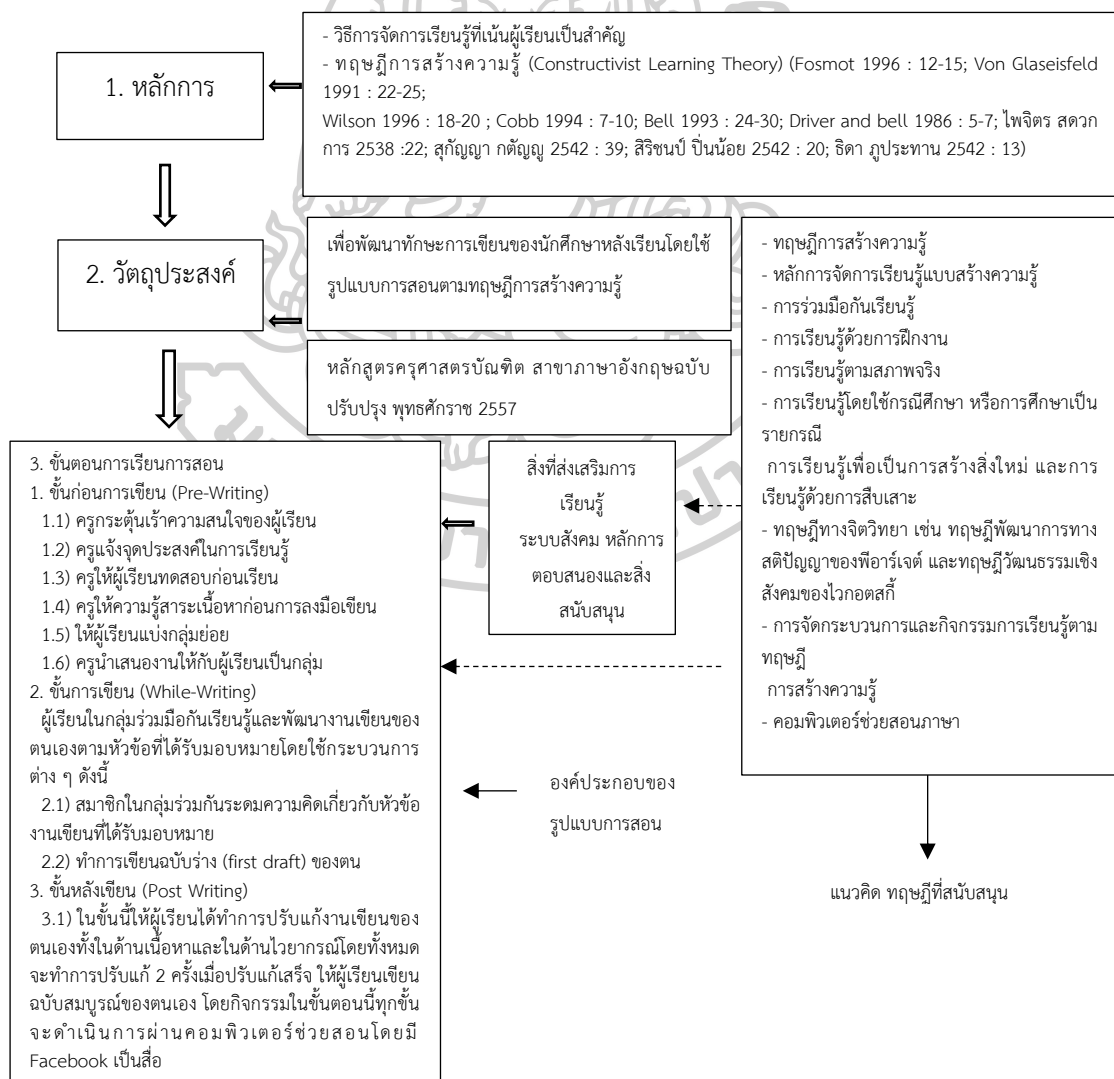 1. หลักการ
- วิธีการจัดการเรียนรู้ที่เน้นผู้เรียนเป็นสำคัญ
- ทฤษฎีการสร้างความรู้ (Constructivist Learning Theory) (Fosmot 1996 : 12-15; Von Glaseisfeld
1991 : 22-25;
Wilson 1996 : 18-20 ; Cobb 1994 : 7-10; Bell 1993 : 24-30; Driver and bell 1986 : 5-7; ไพจิตร สดวก
การ 2538 :22; สุกัญญา กตัญญู 2542 : 39; สิริชนป์ ปิ่นน้อย 2542 : 20; ธิดา ภูประทาน 2542 : 13)
2. วัตถุประสงค์
เพื่อพัฒนาทักษะการเขียนของนักศึกษาหลังเรียนโดยใช้
รูปแบบการสอนตามทฤษฎีการสร้างความรู้
หลักสูตรครุศาสตรบัณฑิต สาขาภาษาอังกฤษฉบับ
ปรับปรุง พุทธศักราช 2557
3. ขั้นตอนการเรียนการสอน
1. ขั้นก่อนการเขียน (Pre-Writing)
1.1) ครูกระตุ้นเร้าความสนใจของผู้เรียน
1.2) ครูแจ้งจุดประสงค์ในการเรียนรู้
1.3) ครูให้ผู้เรียนทดสอบก่อนเรียน
1.4) ครูให้ความรู้สาระเนื้อหาก่อนการลงมือเขียน
1.5) ให้ผู้เรียนแบ่งกลุ่มย่อย
1.6) ครูนำเสนองานให้กับผู้เรียนเป็นกลุ่ม
2. ขั้นการเขียน (While-Writing)
ผู้เรียนในกลุ่มร่วมมือกันเรียนรู้และพัฒนางานเขียนของ
ตนเองตามหัวข้อที่ได้รับมอบหมายโดยใช้กระบวนการ
ต่าง ๆ ดังนี้
2.1) สมาชิกในกลุ่มร่วมกันระดมความคิดเกี่ยวกับหัวข้อ
งานเขียนที่ได้รับมอบหมาย
2.2) ทำการเขียนฉบับร่าง (first draft) ของตน
3. ขั้นหลังเขียน (Post Writing)
3.1) ในขั้นนี้ให้ผู้เรียนได้ทำการปรับแก้งานเขียนของ
ตนเองทั้งในด้านเนื้อหาและในด้านไวยากรณ์โดยทั้งหมด
จะทำการปรับแก้ 2 ครั้งเมื่อปรับแก้เสร็จ ให้ผู้เรียนเขียน
ฉบับสมบูรณ์ของตนเอง โดยกิจกรรมในขั้นตอนนี้ทุกขั้น
จะดำเนินการผ่านคอมพิวเตอร์ช่วยสอนโดยมี
Facebook เป็นสื่อ
สิ่งที่ส่งเสริมการ
เรียนรู้
ระบบสังคม หลักการ
ตอบสนองและสิ่ง
สนับสนุน
องค์ประกอบของ
รูปแบบการสอน
- ทฤษฎีการสร้างความรู้
- หลักการจัดการเรียนรู้แบบสร้างความรู้
- การร่วมมือกันเรียนรู้
- การเรียนรู้ด้วยการฝึกงาน
- การเรียนรู้ตามสภาพจริง
- การเรียนรู้โดยใช้กรณีศึกษา หรือการศึกษาเป็น
รายกรณี
การเรียนรู้เพื่อเป็นการสร้างสิ่งใหม่ และการ
เรียนรู้ด้วยการสืบเสาะ
- ทฤษฎีทางจิตวิทยา เช่น ทฤษฎีพัฒนาการทาง
สติปัญญาของพีอาร์เจต์ และทฤษฎีวัฒนธรรมเชิง
สังคมของไวกอตสกี้
- การจัดกระบวนการและกิจกรรมการเรียนรู้ตาม
ทฤษฎี
การสร้างความรู้
- คอมพิวเตอร์ช่วยสอนภาษา
แนวคิด ทฤษฎีที่สนับสนุน